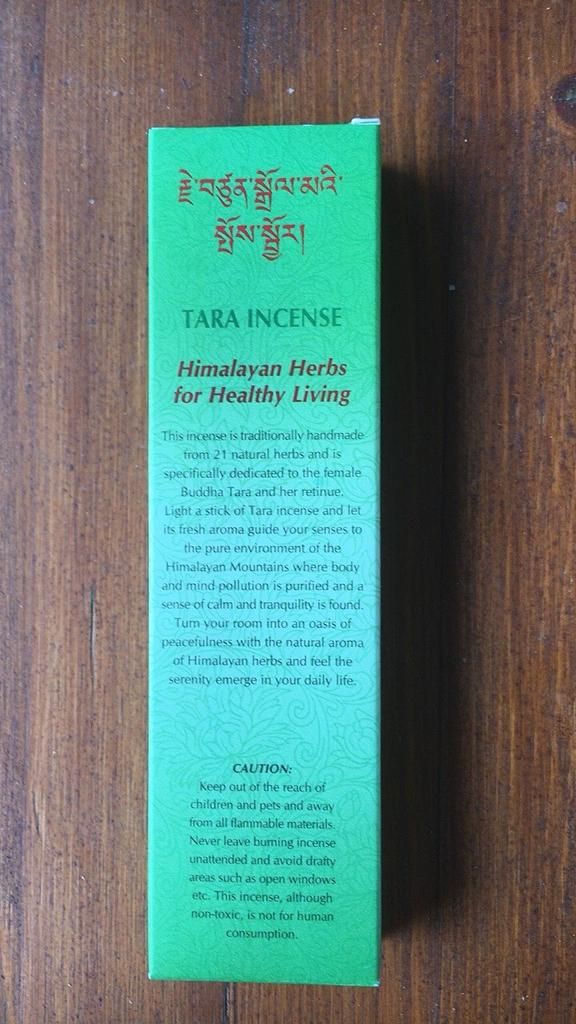 རྗེ་བཙུན་སྒྲོལ་མའི་
སྤོས་སྦྱོར།
TARA INCENSE
Himalayan Herbs
for Healthy Living
This incense is traditionally handmade
from 21 natural herbs and is
specifically dedicated to the female
Buddha Tara and her retinue.
Light a stick of Tara incense and let
its fresh aroma guide your senses to
the pure environment of the
Himalayan Mountains where body
and mind pollution is purified and a
sense of calm and tranquility is found.
Turn your room into an oasis of
peacefulness with the natural aroma
of Himalayan herbs and feel the
serenity emerge in your daily life.
CAUTION:
Keep out of the reach of
children and pets and away
from all flammable materials.
Never leave burning incense
unattended and avoid drafty
areas such as open windows
etc. This incense, although
non-toxic, is not for human
consumption.